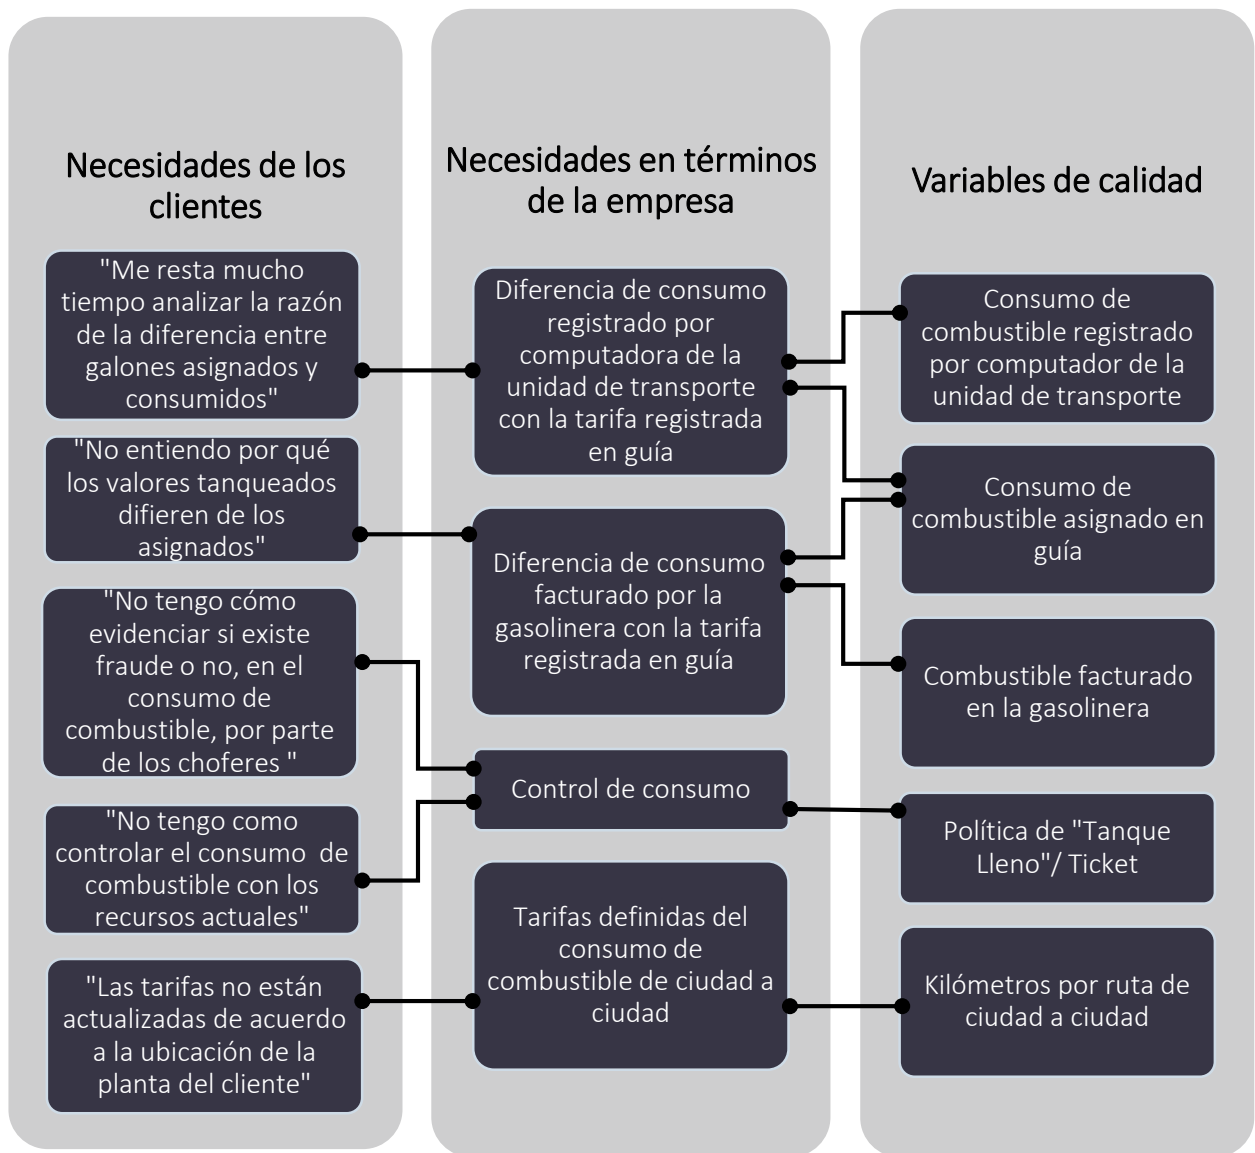 Necesidades de los
clientes
"Me resta mucho
tiempo analizar la razón
de la diferencia entre
galones asignados y
consumidos"
"No entiendo por qué
los valores tanqueados
difieren de los
asignados"
"No tengo cómo
evidenciar si existe
fraude o no, en el
consumo de
combustible, por parte
de los choferes "
"No tengo como
controlar el consumo  de
combustible con los
recursos actuales"
"Las tarifas no están
actualizadas de acuerdo
a la ubicación de la
planta del cliente"
Necesidades en términos
de la empresa
Diferencia de consumo
registrado por
computadora de la
unidad de transporte
con la tarifa registrada
en guía
Diferencia de consumo
facturado por la
gasolinera con la tarifa
registrada en guía
Control de consumo
Tarifas definidas del
consumo de
combustible de ciudad a
ciudad
Variables de calidad
Consumo de
combustible registrado
por computador de la
unidad de transporte
Consumo de
combustible asignado en
guía
Combustible facturado
en la gasolinera
Política de "Tanque
Lleno"/ Ticket
Kilómetros por ruta de
ciudad a ciudad